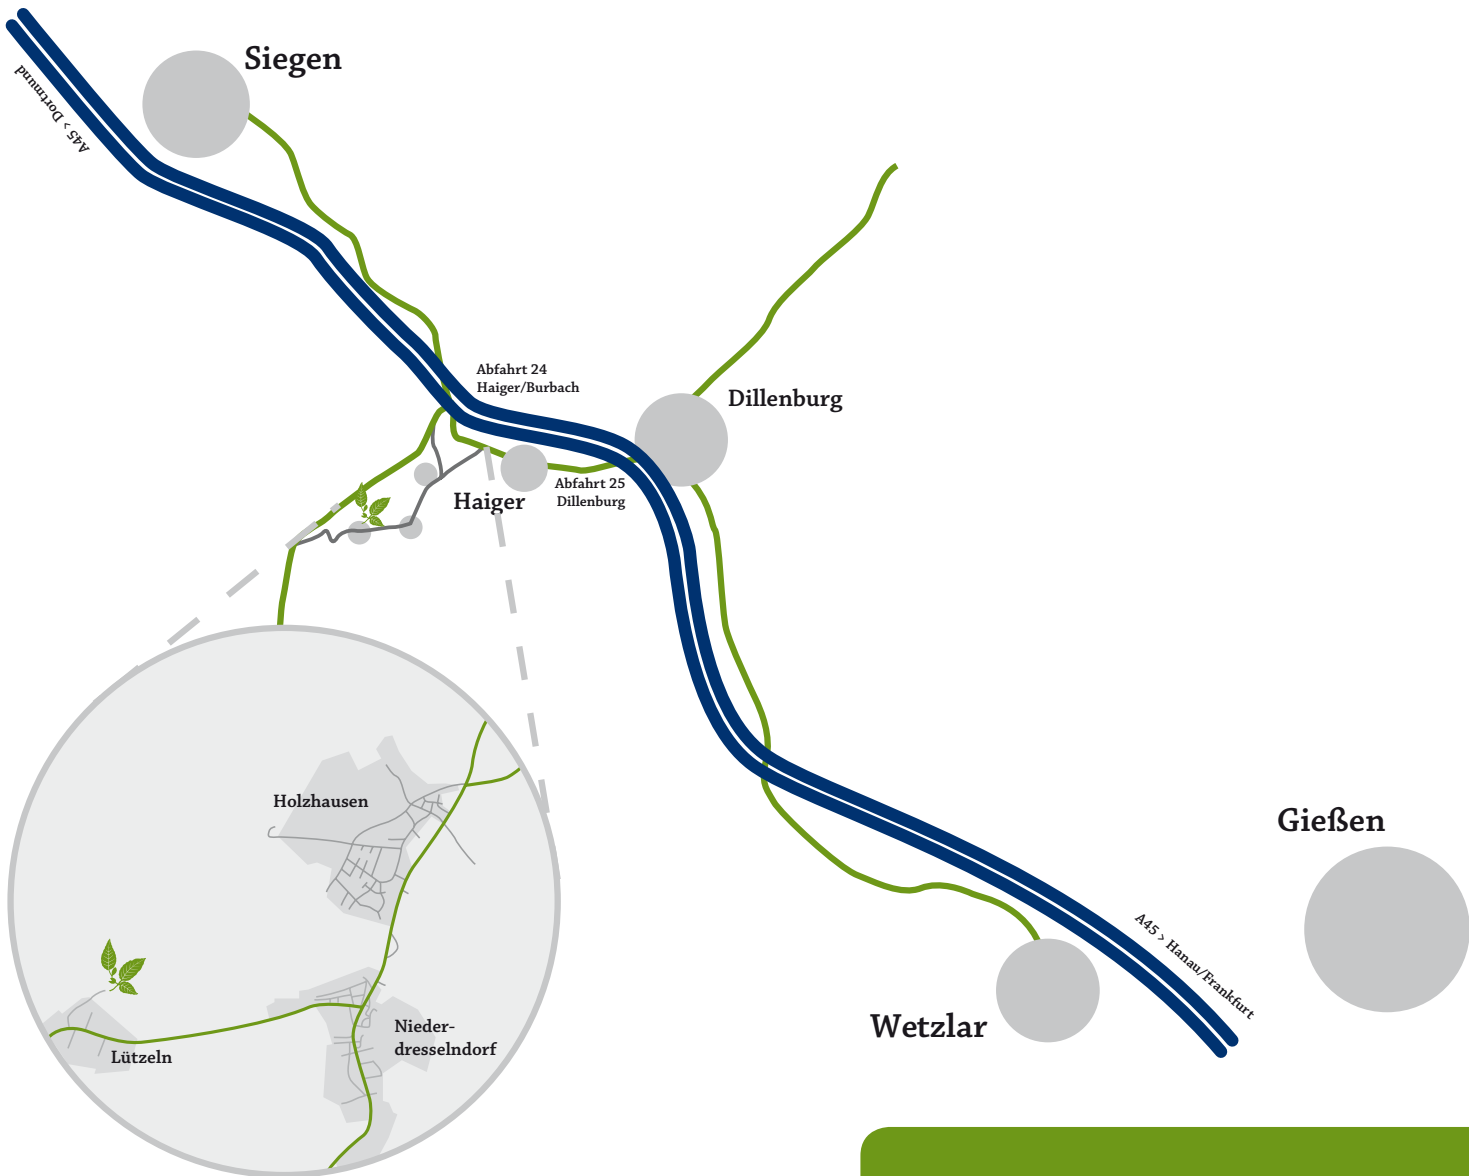 Siegen
A45 > Dortmund
Abfahrt 24
Haiger/Burbach
Dillenburg
Haiger
Abfahrt 25
Dillenburg
Holzhausen
Gießen
A45 > Hanau/Frankfurt
Wetzlar
Nieder-
dresselndorf
Lützeln